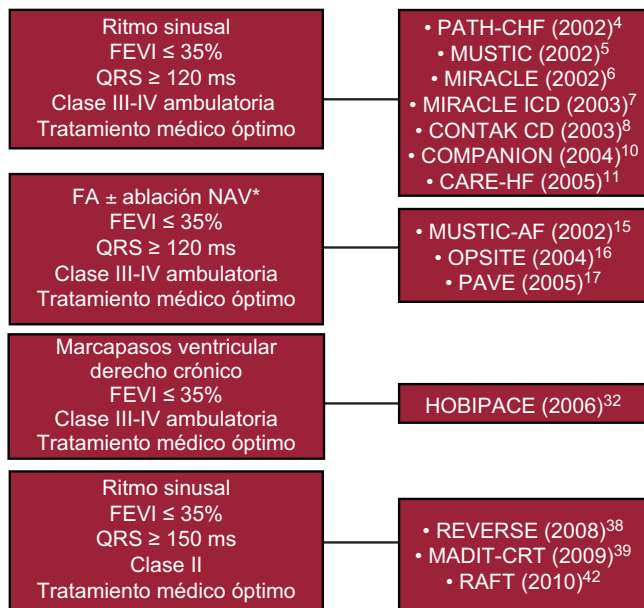 Ritmo sinusal
FEVI ≤ 35%
QRS ≥ 120 ms
Clase III-IV ambulatoria
Tratamiento médico óptimo
• PATH-CHF (2002)4
• MUSTIC (2002)5
• MIRACLE (2002)6
• MIRACLE ICD (2003)7
• CONTAK CD (2003)8
• COMPANION (2004)10
• CARE-HF (2005)11
FA ± ablación NAV*
FEVI ≤ 35%
QRS ≥ 120 ms
Clase III-IV ambulatoria
Tratamiento médico óptimo
• MUSTIC-AF (2002)15
• OPSITE (2004)16
• PAVE (2005)17
Marcapasos ventricular
derecho crónico
FEVI ≤ 35%
Clase III-IV ambulatoria
Tratamiento médico óptimo
HOBIPACE (2006)32
Ritmo sinusal
FEVI ≤ 35%
QRS ≥ 150 ms
Clase II
Tratamiento médico óptimo
• REVERSE (2008)38
• MADIT-CRT (2009)39
• RAFT (2010)42